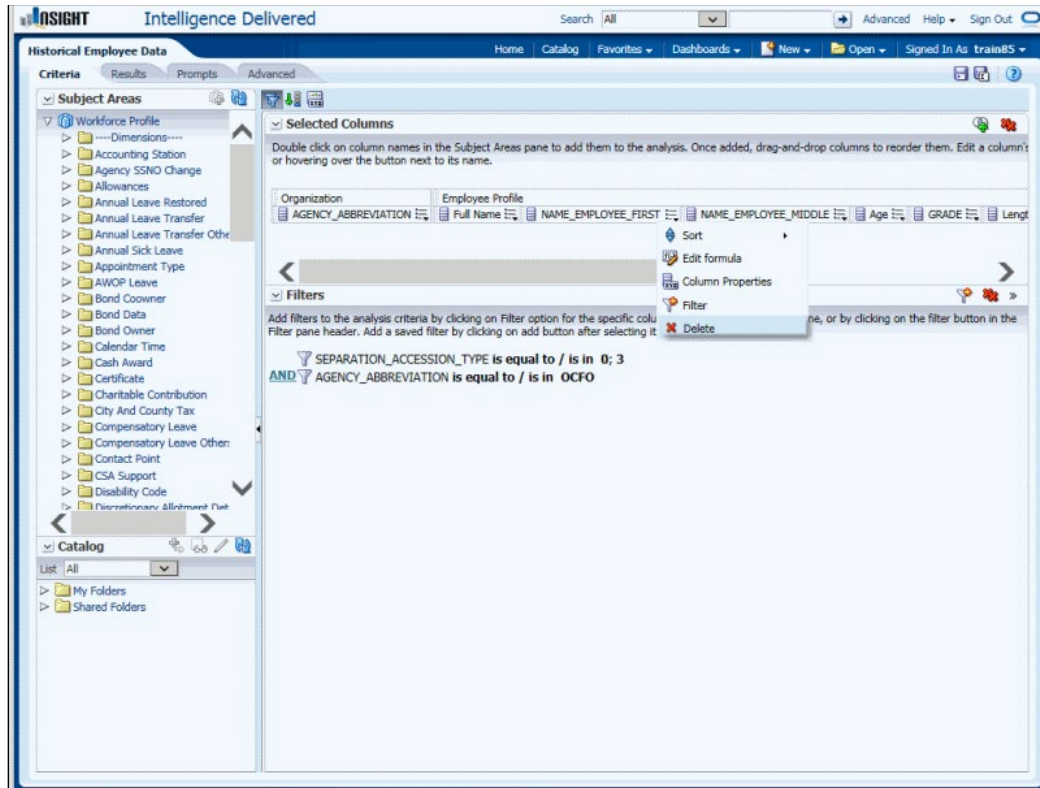 INSIGHT Intelligence Delivered Search All Advanced Help Sign Out
Historical Employee Data Home Catalog Favorites Dashboards New Open Signed In As train85
Criteria Results Prompts Advanced
Subject Areas
Workforce Profile
----Dimensions----
Accounting Station
Agency SSNO Change
Allowances
Annual Leave Restored
Annual Leave Transfer
Annual Leave Transfer Othe
Annual Sick Leave
Appointment Type
AWOP Leave
Bond Coowner
Bond Data
Bond Owner
Calendar Time
Cash Award
Certificate
Charitable Contribution
City And County Tax
Compensatory Leave
Compensatory Leave Other
Contact Point
CSA Support
Disability Code
Discretionary Allotment Det
Catalog
List All
My Folders
Shared Folders
Selected Columns
Double click on column names in the Subject Areas pane to add them to the analysis. Once added, drag-and-drop columns to reorder them. Edit a column's
or hovering over the button next to its name.
Organization Employee Profile
AGENCY_ABBREVIATION Full Name NAME_EMPLOYEE_FIRST NAME_EMPLOYEE_MIDDLE Age GRADE Lengt
Sort
Edit formula
Column Properties
Filter
Delete
Filters
Add filters to the analysis criteria by clicking on Filter option for the specific colu ne, or by clicking on the filter button in the
Filter pane header. Add a saved filter by clicking on add button after selecting it
SEPARATION_ACCESSION_TYPE is equal to / is in 0; 3
AND AGENCY_ABBREVIATION is equal to / is in OCFO